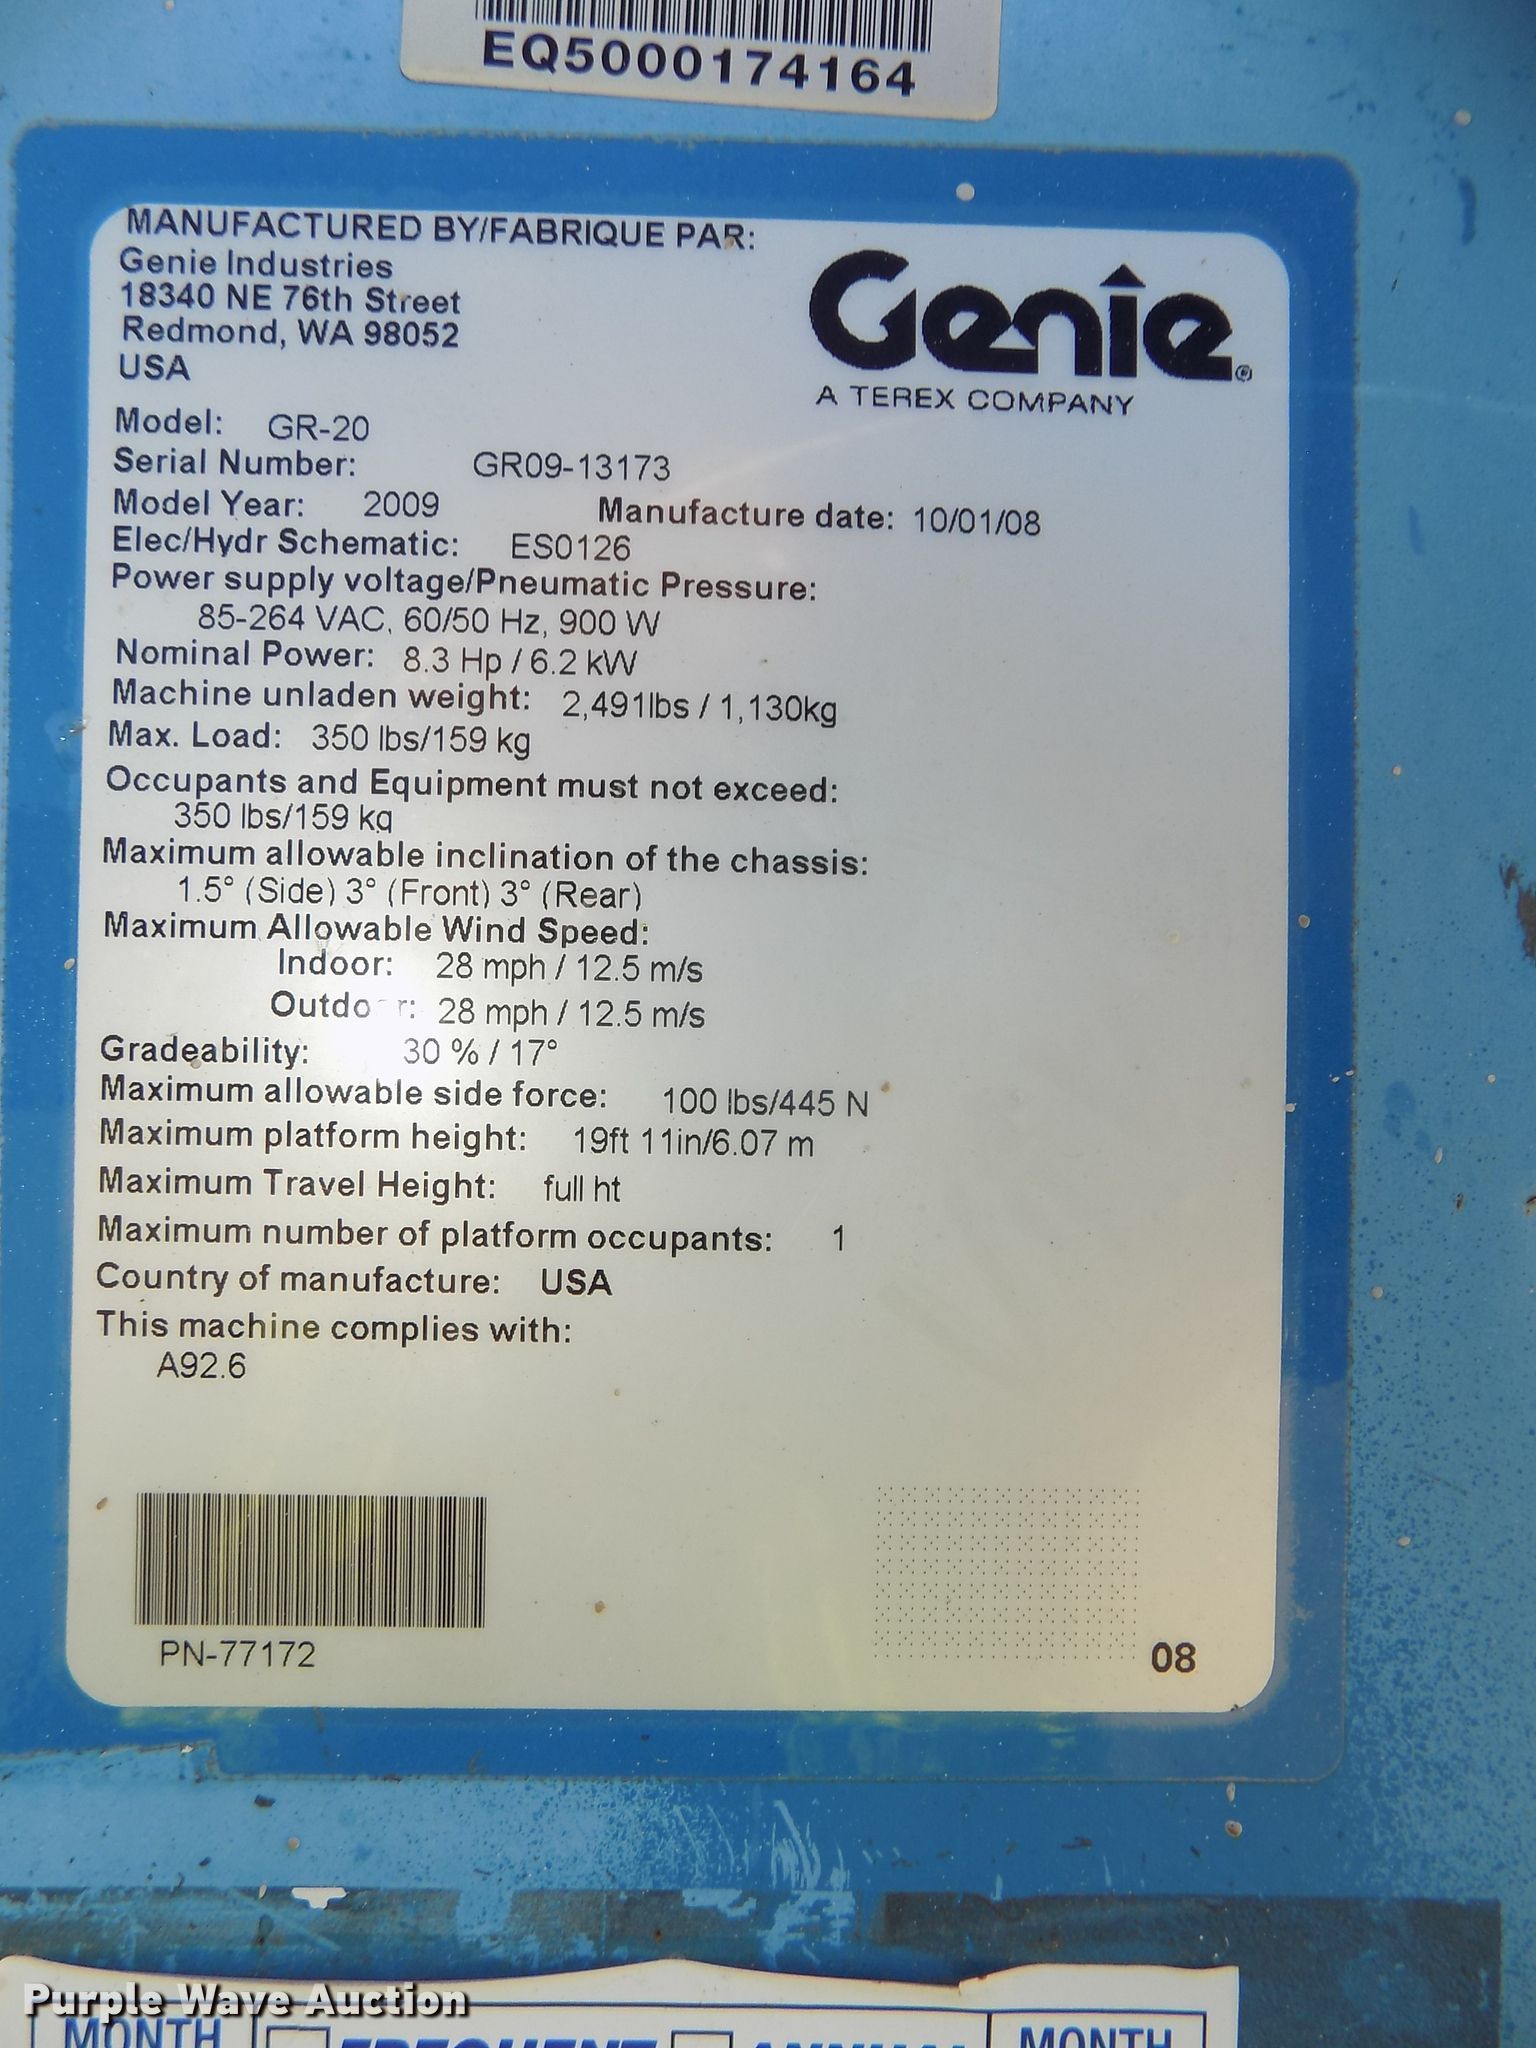 EQ5000174164
MANUFACTURED BY/FABRIQUE PAR:
Genie Industries
18340 NE 76th Street
Redmond, WA 98052
USA
Genie®
A TEREX COMPANY
Model: GR-20
Serial Number: GR09-13173
Model Year: 2009 Manufacture date: 10/01/08
Elec/Hydr Schematic: ES0126
Power supply voltage/Pneumatic Pressure:
85-264 VAC, 60/50 Hz, 900 W
Nominal Power: 8.3 Hp / 6.2 kW
Machine unladen weight: 2,491lbs / 1,130kg
Max. Load: 350 lbs/159 kg
Occupants and Equipment must not exceed:
350 lbs/159 kg
Maximum allowable inclination of the chassis:
1.5° (Side) 3° (Front) 3° (Rear)
Maximum Allowable Wind Speed:
Indoor: 28 mph / 12.5 m/s
Outdoor: 28 mph / 12.5 m/s
Gradeability: 30 % / 17°
Maximum allowable side force: 100 lbs/445 N
Maximum platform height: 19ft 11in/6.07 m
Maximum Travel Height: full ht
Maximum number of platform occupants: 1
Country of manufacture: USA
This machine complies with:
A92.6
PN-77172
08
Purple Wave Auction
MONTH FREQUENT ANNUAL MONTH